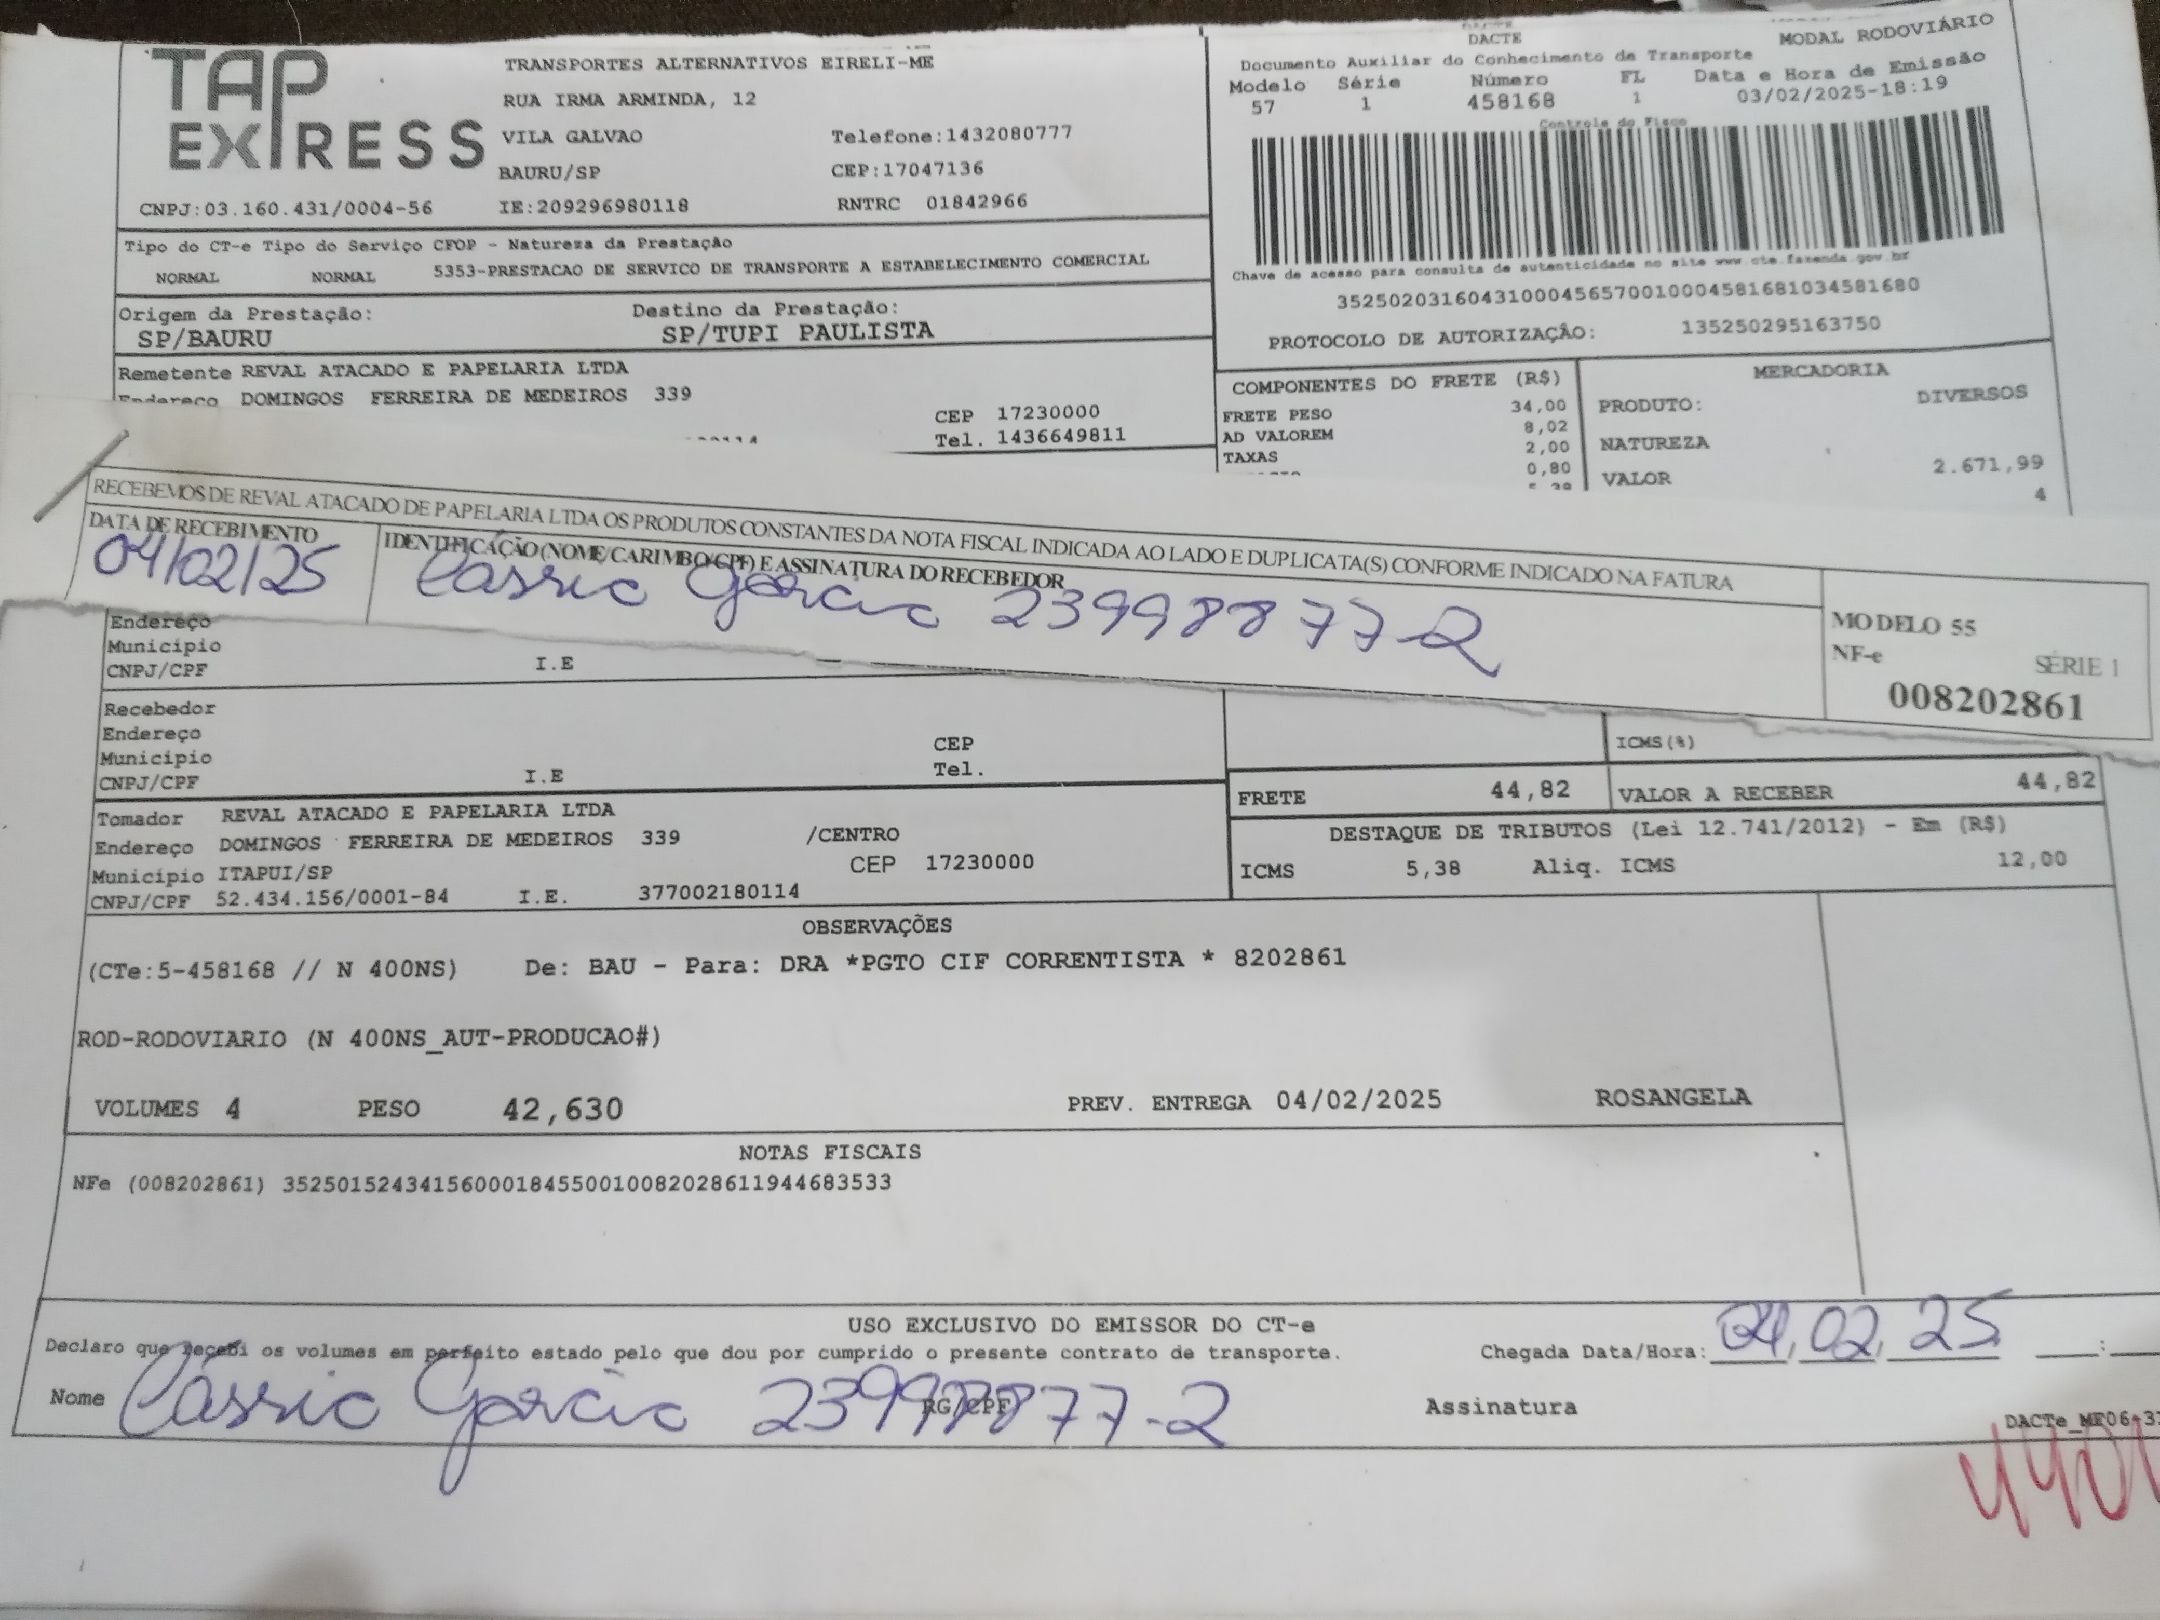 TAP EXPRESS
TRANSPORTES ALTERNATIVOS EIRELI-ME
RUA IRMA ARMINDA, 12
VILA GALVAO Telefone:1432080777
BAURU/SP CEP:17047136
CNPJ:03.160.431/0004-56 IE:209296980118 RNTRC 01842966
DACTE MODAL RODOVIÁRIO
Documento Auxiliar do Conhecimento de Transporte
Modelo Série Número FL Data e Hora de Emissão
57 1 458168 1 03/02/2025-18:19
Controle do Fisco
Chave de acesso para consulta de autenticidade no site www.cte.fazenda.gov.br
35250203160431000456570010004581681034581680
PROTOCOLO DE AUTORIZAÇÃO: 135250295163750
Tipo do CT-e Tipo do Serviço CFOP - Natureza da Prestação
NORMAL NORMAL 5353-PRESTACAO DE SERVICO DE TRANSPORTE A ESTABELECIMENTO COMERCIAL
Origem da Prestação: Destino da Prestação:
SP/BAURU SP/TUPI PAULISTA
Remetente REVAL ATACADO E PAPELARIA LTDA
Endereço DOMINGOS FERREIRA DE MEDEIROS 339
CEP 17230000
Tel. 1436649811
COMPONENTES DO FRETE (R$)
FRETE PESO 34,00
AD VALOREM 8,02
TAXAS 2,00
0,80
MERCADORIA
PRODUTO: DIVERSOS
NATUREZA
VALOR 2.671,99
4
RECEBEMOS DE REVAL ATACADO DE PAPELARIA LTDA OS PRODUTOS CONSTANTES DA NOTA FISCAL INDICADA AO LADO E DUPLICATA(S) CONFORME INDICADO NA FATURA
DATA DE RECEBIMENTO IDENTIFICAÇÃO (NOME/CARIMBO/CPF) E ASSINATURA DO RECEBEDOR
04/02/25 Cássio Garcia 23998877-2
MODELO 55
NF-e SÉRIE 1
008202861
Endereço
Município
CNPJ/CPF I.E
Recebedor
Endereço
Município CEP
CNPJ/CPF I.E Tel.
ICMS(%)
FRETE 44,82 VALOR A RECEBER 44,82
Tomador REVAL ATACADO E PAPELARIA LTDA
Endereço DOMINGOS FERREIRA DE MEDEIROS 339 /CENTRO
Município ITAPUI/SP CEP 17230000
CNPJ/CPF 52.434.156/0001-84 I.E. 377002180114
DESTAQUE DE TRIBUTOS (Lei 12.741/2012) - Em (R$)
ICMS 5,38 Aliq. ICMS 12,00
OBSERVAÇÕES
(CTe:5-458168 // N 400NS) De: BAU - Para: DRA *PGTO CIF CORRENTISTA * 8202861
ROD-RODOVIARIO (N 400NS_AUT-PRODUCAO#)
VOLUMES 4 PESO 42,630 PREV. ENTREGA 04/02/2025 ROSANGELA
NOTAS FISCAIS
NFe (008202861) 35250152434156000184550010082028611944683533
USO EXCLUSIVO DO EMISSOR DO CT-e
Declaro que recebi os volumes em perfeito estado pelo que dou por cumprido o presente contrato de transporte. Chegada Data/Hora: 04,02,25 :
Nome Cássio Garcia 23998877-2 RG/CPF Assinatura